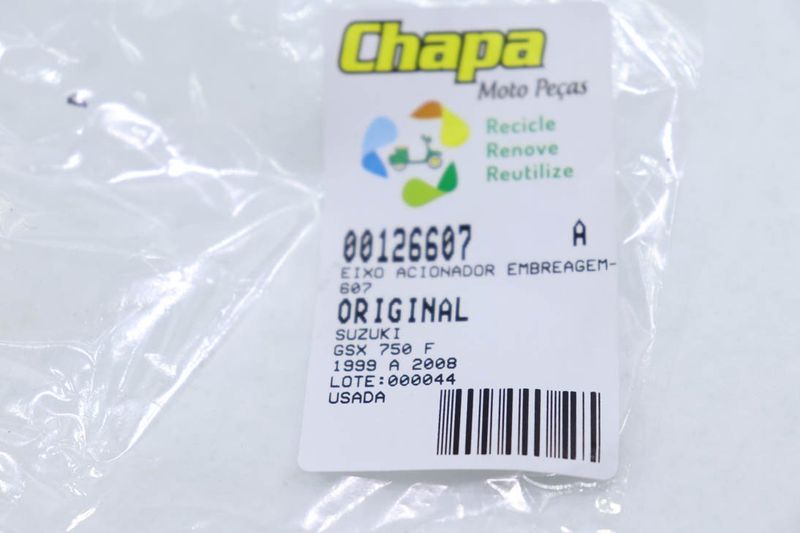 Chapa
Moto Peças
Recicle
Renove
Reutilize
00126607 A
EIXO ACIONADOR EMBREAGEM-
607
ORIGINAL
SUZUKI
GSX 750 F
1999 A 2008
LOTE:000044
USADA